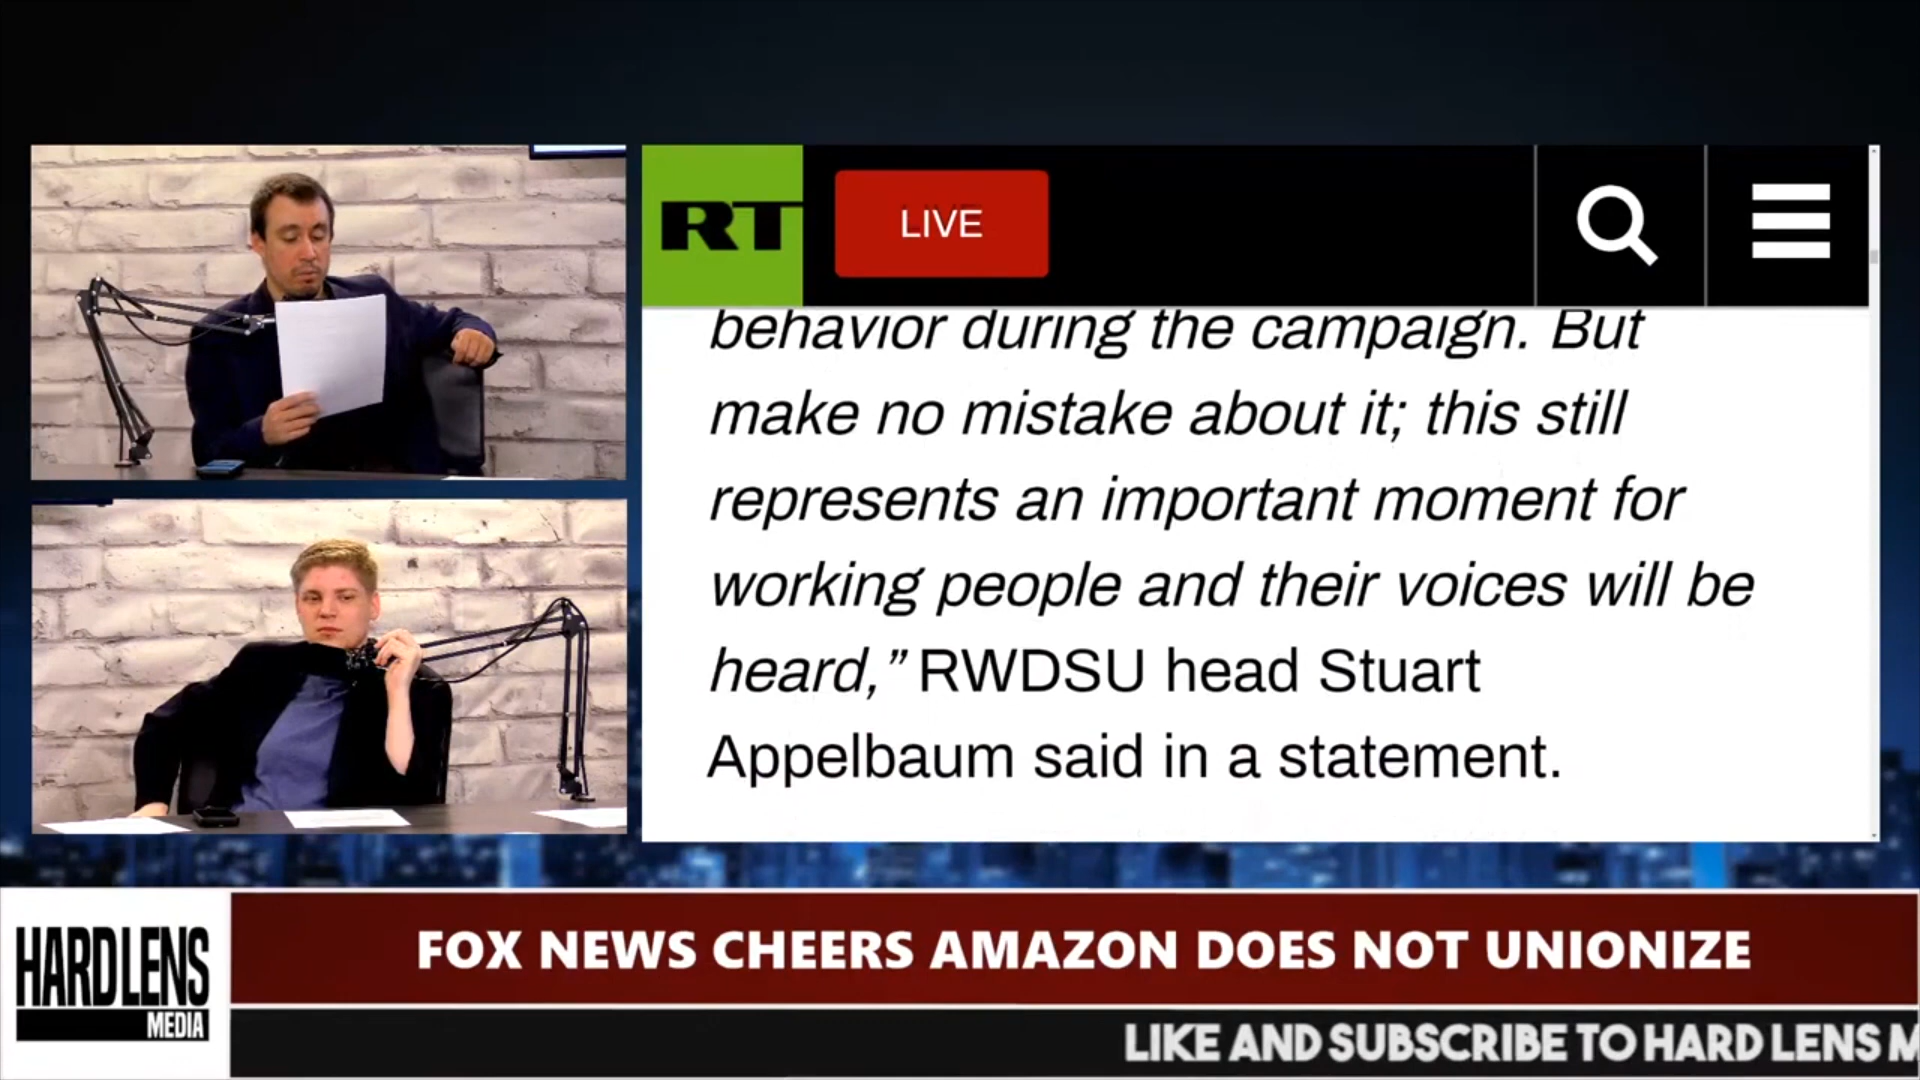 RT
LIVE
behavior during the campaign. But
make no mistake about it; this still
represents an important moment for
working people and their voices will be
heard,” RWDSU head Stuart
Appelbaum said in a statement.
HARD LENS
MEDIA
FOX NEWS CHEERS AMAZON DOES NOT UNIONIZE
LIKE AND SUBSCRIBE TO HARD LENS M